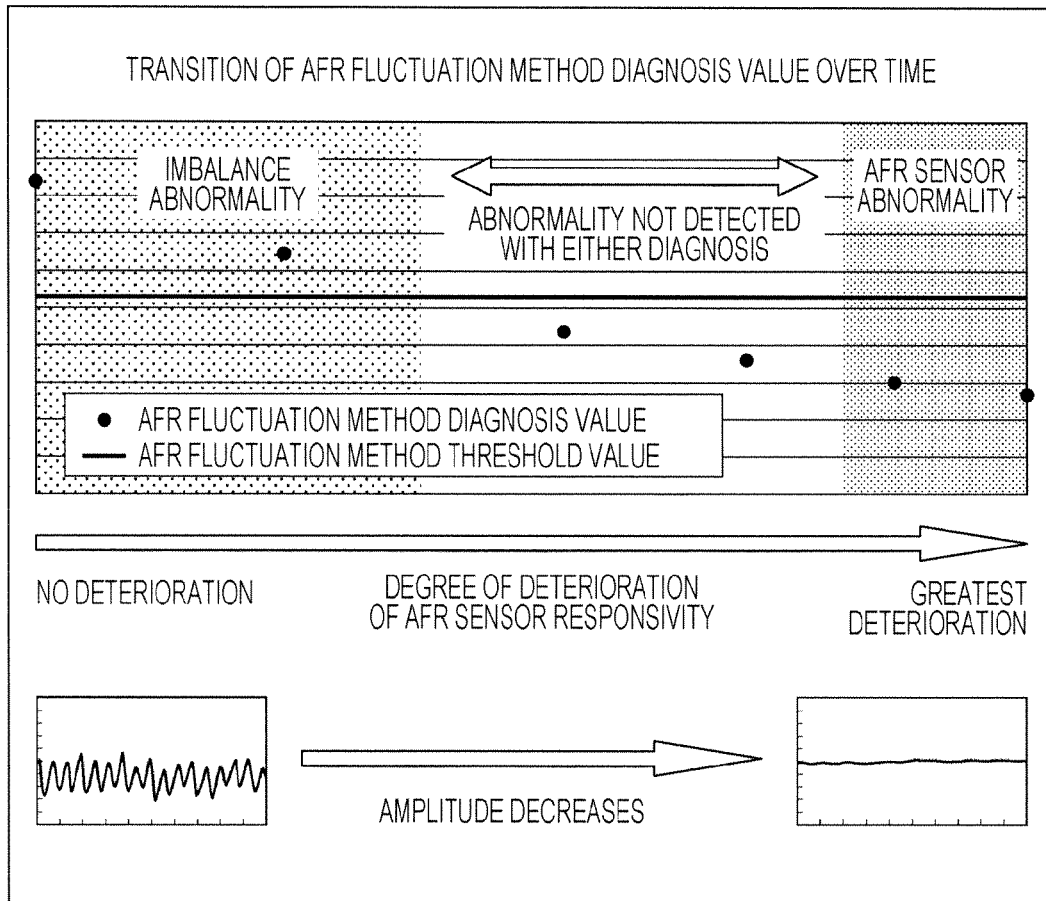 TRANSITION OF AFR FLUCTUATION METHOD DIAGNOSIS VALUE OVER TIME
IMBALANCE
ABNORMALITY
ABNORMALITY NOT DETECTED
WITH EITHER DIAGNOSIS
AFR SENSOR
ABNORMALITY
AFR FLUCTUATION METHOD DIAGNOSIS VALUE
AFR FLUCTUATION METHOD THRESHOLD VALUE
NO DETERIORATION
DEGREE OF DETERIORATION
OF AFR SENSOR RESPONSIVITY
GREATEST
DETERIORATION
AMPLITUDE DECREASES